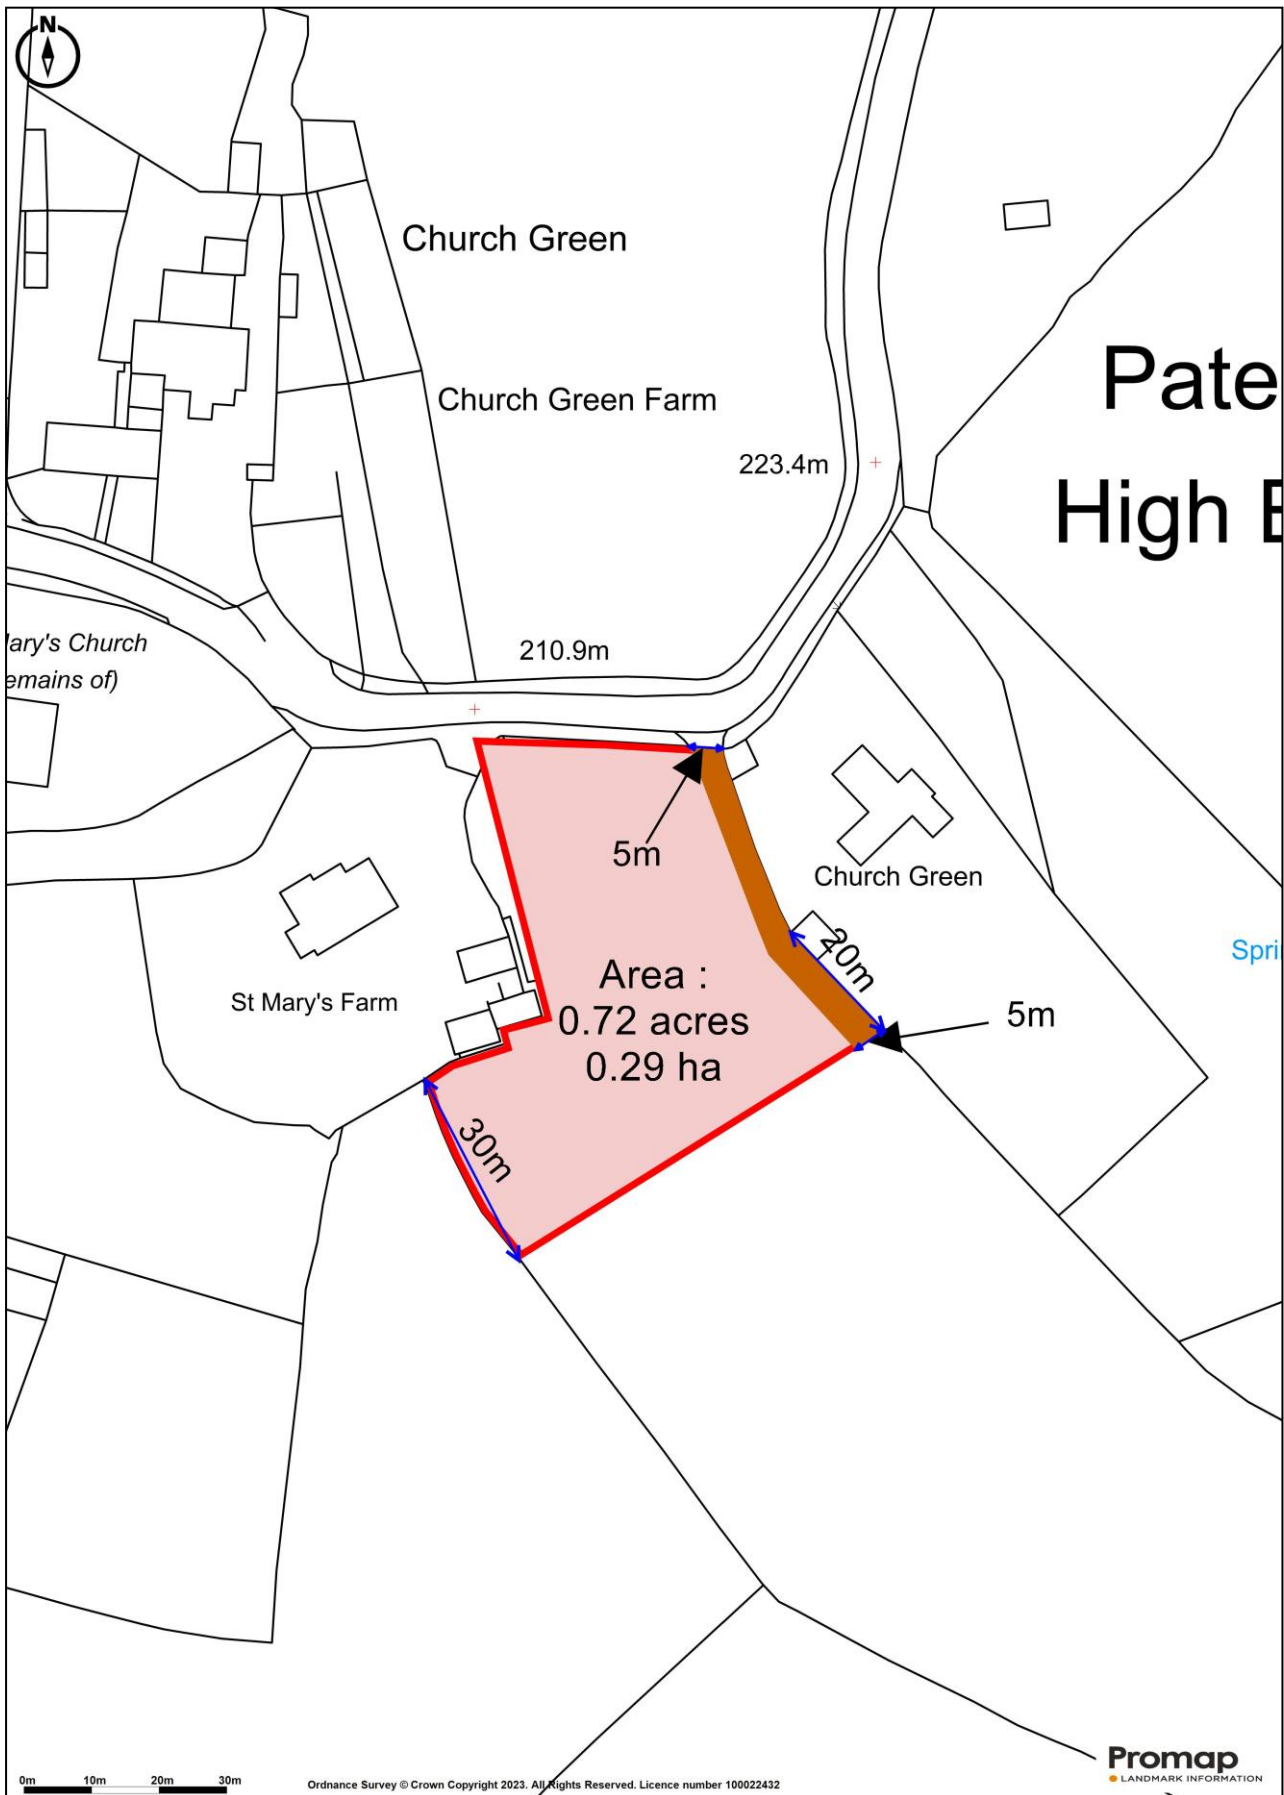 N
Church Green
Pate
Church Green Farm
223.4m
High
lary's Church
emains of)
210.9m
5m
Church Green
20m
Spri
Area :
0.72 acres
0.29 ha
St Mary's Farm
5m
30m
0m 10m 20m 30m
Ordnance Survey © Crown Copyright 2023. All Rights Reserved. Licence number 100022432
Promap
LANDMARK INFORMATION